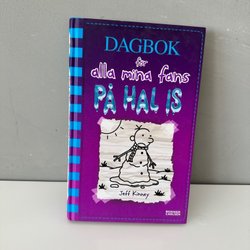 DAGBOK
för
alla mina fans
PÅ HAL IS
Jeff Kinney